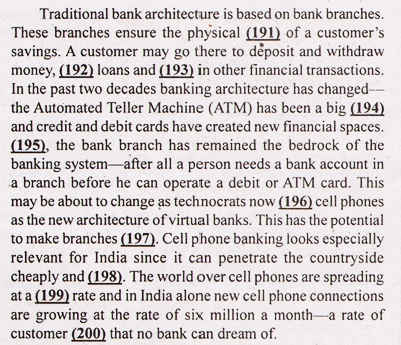 Traditional bank architecture is based on bank branches.
These branches ensure the physical (191) of a customer's
savings. A customer may go there to deposit and withdraw
money, (192) loans and (193) in other financial transactions.
In the past two decades banking architecture has changed—
the Automated Teller Machine (ATM) has been a big (194)
and credit and debit cards have created new financial spaces.
(195), the bank branch has remained the bedrock of the
banking system—after all a person needs a bank account in
a branch before he can operate a debit or ATM card. This
may be about to change as technocrats now (196) cell phones
as the new architecture of virtual banks. This has the potential
to make branches (197). Cell phone banking looks especially
relevant for India since it can penetrate the countryside
cheaply and (198). The world over cell phones are spreading
at a (199) rate and in India alone new cell phone connections
are growing at the rate of six million a month—a rate of
customer (200) that no bank can dream of.